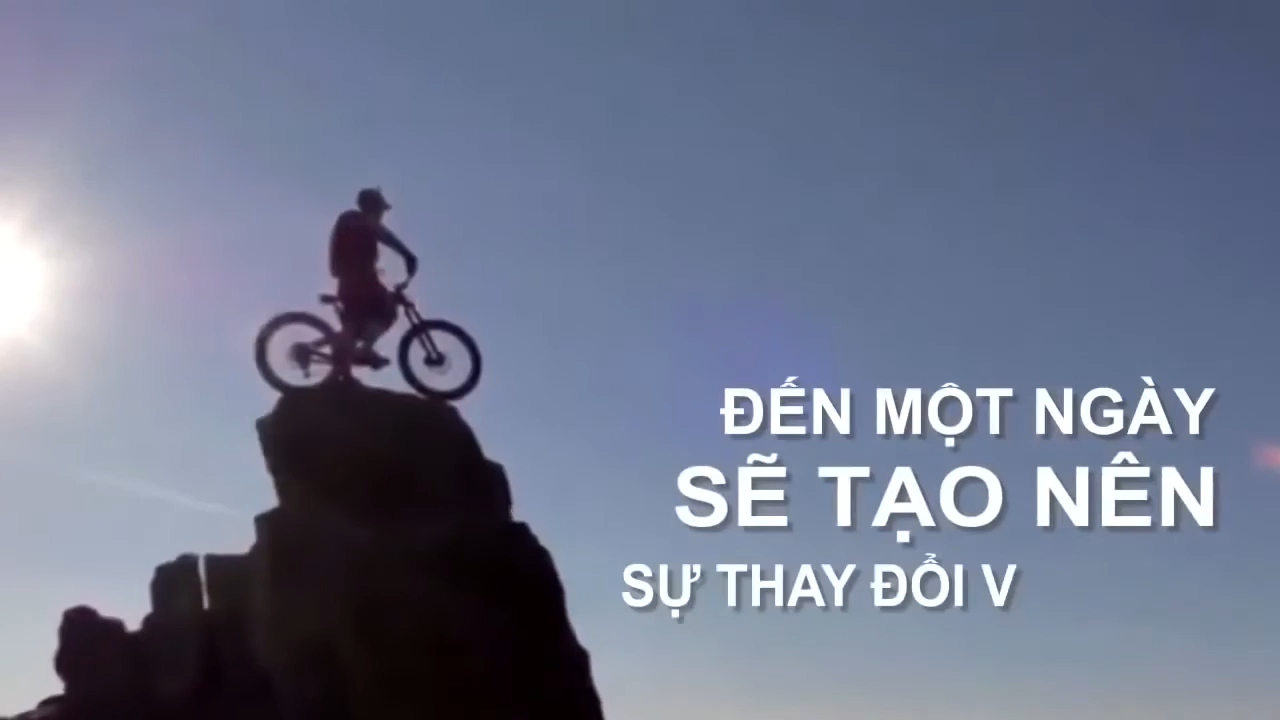 ĐẾN MỘT NGÀY
SẼ TẠO NÊN
SỰ THAY ĐỔI V